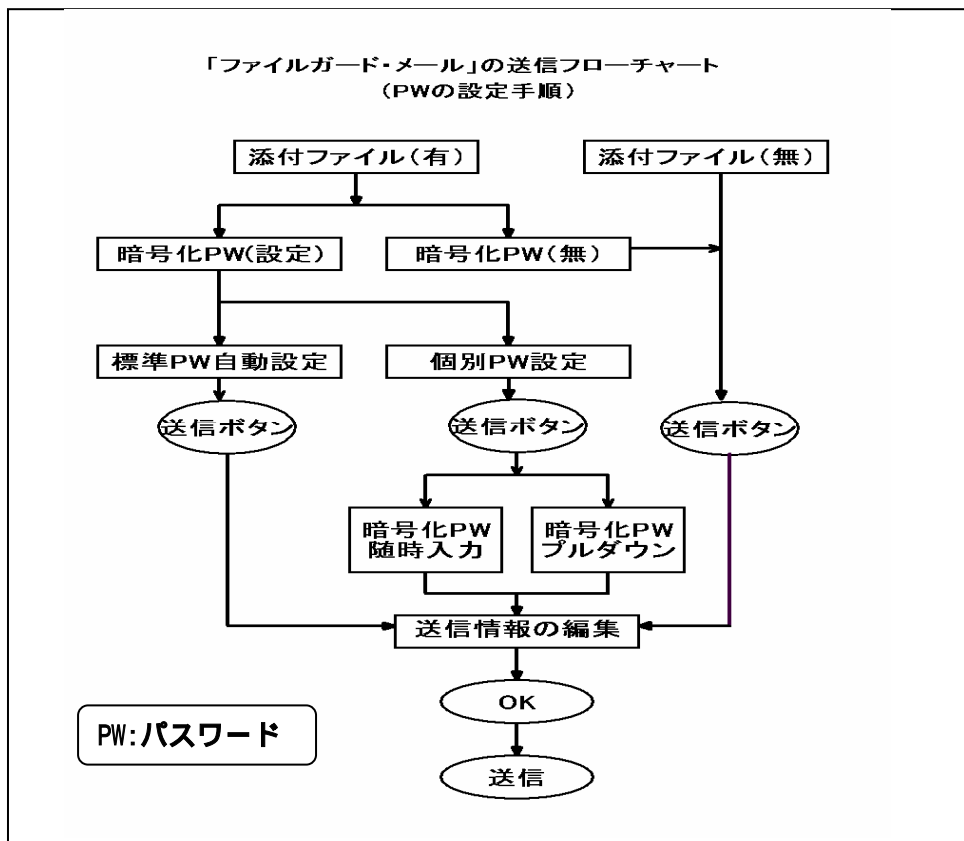 「ファイルガード・メール」の送信フローチャート
（PWの設定手順）
添付ファイル（有）
添付ファイル（無）
暗号化PW(設定)
暗号化PW（無）
標準PW自動設定
個別PW設定
送信ボタン
送信ボタン
送信ボタン
暗号化PW
随時入力
暗号化PW
プルダウン
送信情報の編集
OK
PW:パスワード
送信